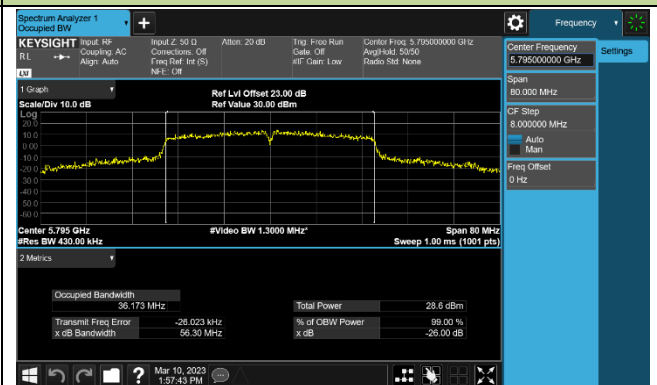 Spectrum Analyzer 1
Occupied BW
+
Frequency
KEYSIGHT
RL
LXI
Input: RF
Coupling: AC
Align: Auto
Input Z: 50 Ω
Corrections: Off
Freq Ref: Int (S)
NFE: Off
Atten: 20 dB
Trig: Free Run
Gate: Off
#IF Gain: Low
Center Freq: 5.795000000 GHz
Avg|Hold: 50/50
Radio Std: None
Center Frequency
5.795000000 GHz
Settings
Span
80.000 MHz
CF Step
8.000000 MHz
Auto
Man
Freq Offset
0 Hz
1 Graph
Scale/Div 10.0 dB
Ref Lvl Offset 23.00 dB
Ref Value 30.00 dBm
Log
20.0
10.0
0.00
-10.0
-20.0
-30.0
-40.0
-50.0
-60.0
Center 5.795 GHz
#Video BW 1.3000 MHz*
Span 80 MHz
#Res BW 430.00 kHz
Sweep 1.00 ms (1001 pts)
2 Metrics
Occupied Bandwidth
36.173 MHz
Total Power 28.6 dBm
Transmit Freq Error -26.023 kHz
% of OBW Power 99.00 %
x dB Bandwidth 56.30 MHz
x dB -26.00 dB
?
Mar 10, 2023
1:57:43 PM